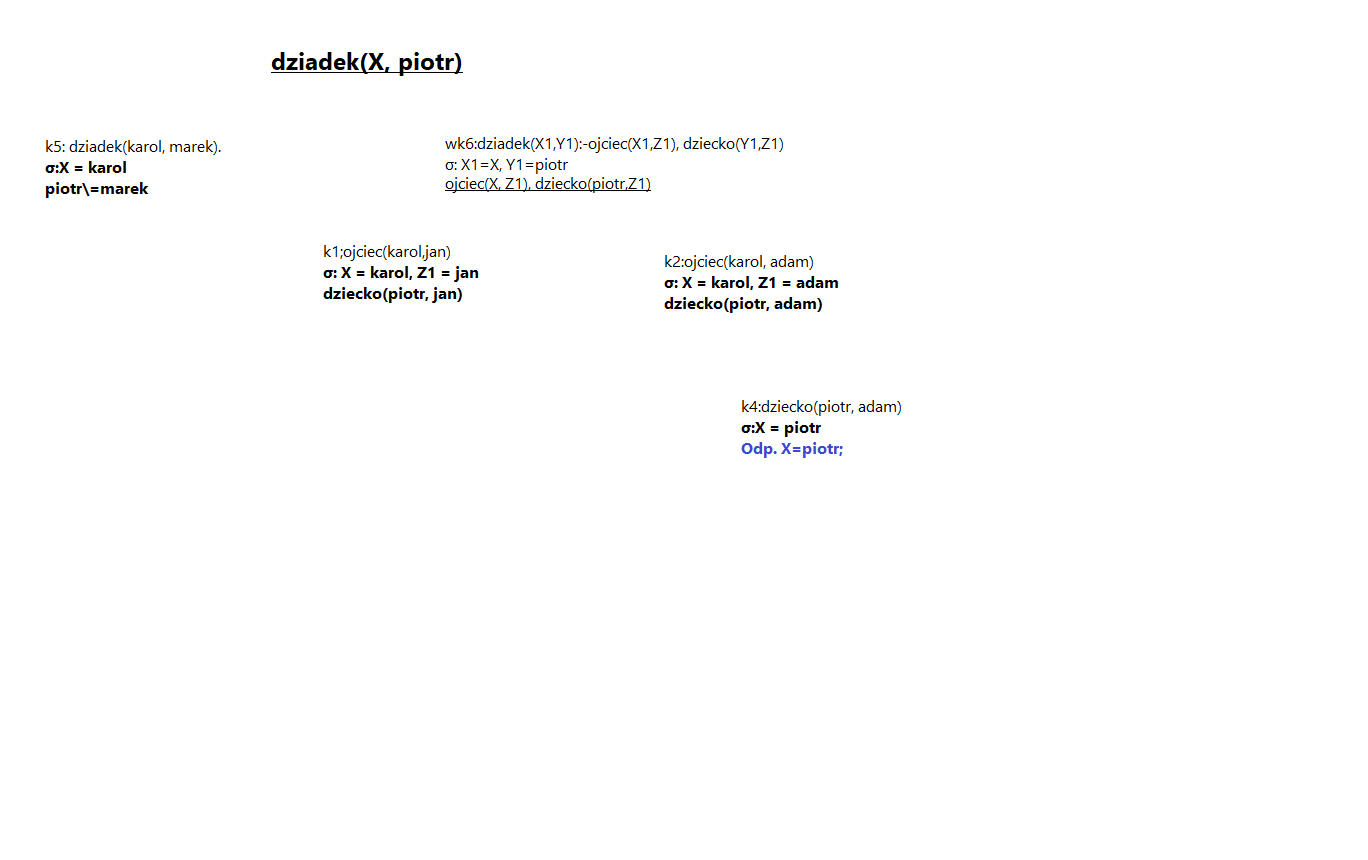 dziadek(X, piotr)
k5: dziadek(karol, marek).
σ:X = karol
piotr\=marek
wk6:dziadek(X1,Y1):-ojciec(X1,Z1), dziecko(Y1,Z1)
σ: X1=X, Y1=piotr
ojciec(X, Z1), dziecko(piotr,Z1)
k1;ojciec(karol,jan)
σ: X = karol, Z1 = jan
dziecko(piotr, jan)
k2:ojciec(karol, adam)
σ: X = karol, Z1 = adam
dziecko(piotr, adam)
k4:dziecko(piotr, adam)
σ:X = piotr
Odp. X=piotr;